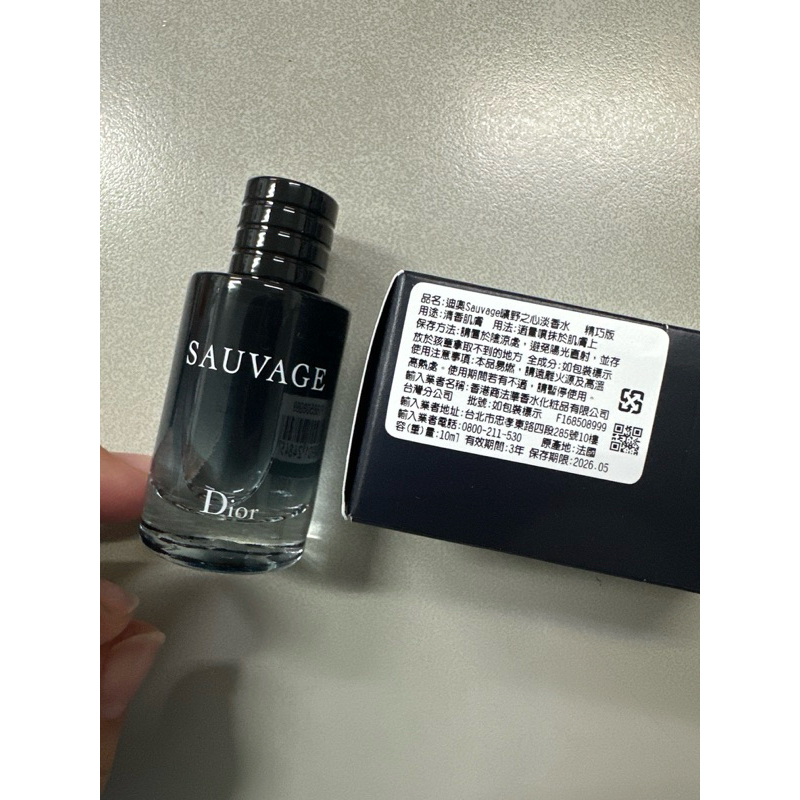 SAUVAGE
Dior
品名:迪奧Sauvage曠野之心淡香水 精巧版
用途:清香肌膚 用法:適量噴抹於肌膚上
保存方法:請置於陰涼處，避免陽光直射，並存
放於孩童拿取不到的地方 全成分:如包裝標示
使用注意事項:本品易燃，請遠離火源及高溫
高熱處。使用期間若有不適，請暫停使用。
輸入業者名稱:香港商法華香水化粧品有限公司
台灣分公司 批號:如包裝標示 F168508999
輸入業者地址:台北市忠孝東路四段285號10樓
輸入業者電話:0800-211-530 原產地:法國
容(重)量:10ml 有效期間:3年 保存期限:2026.05